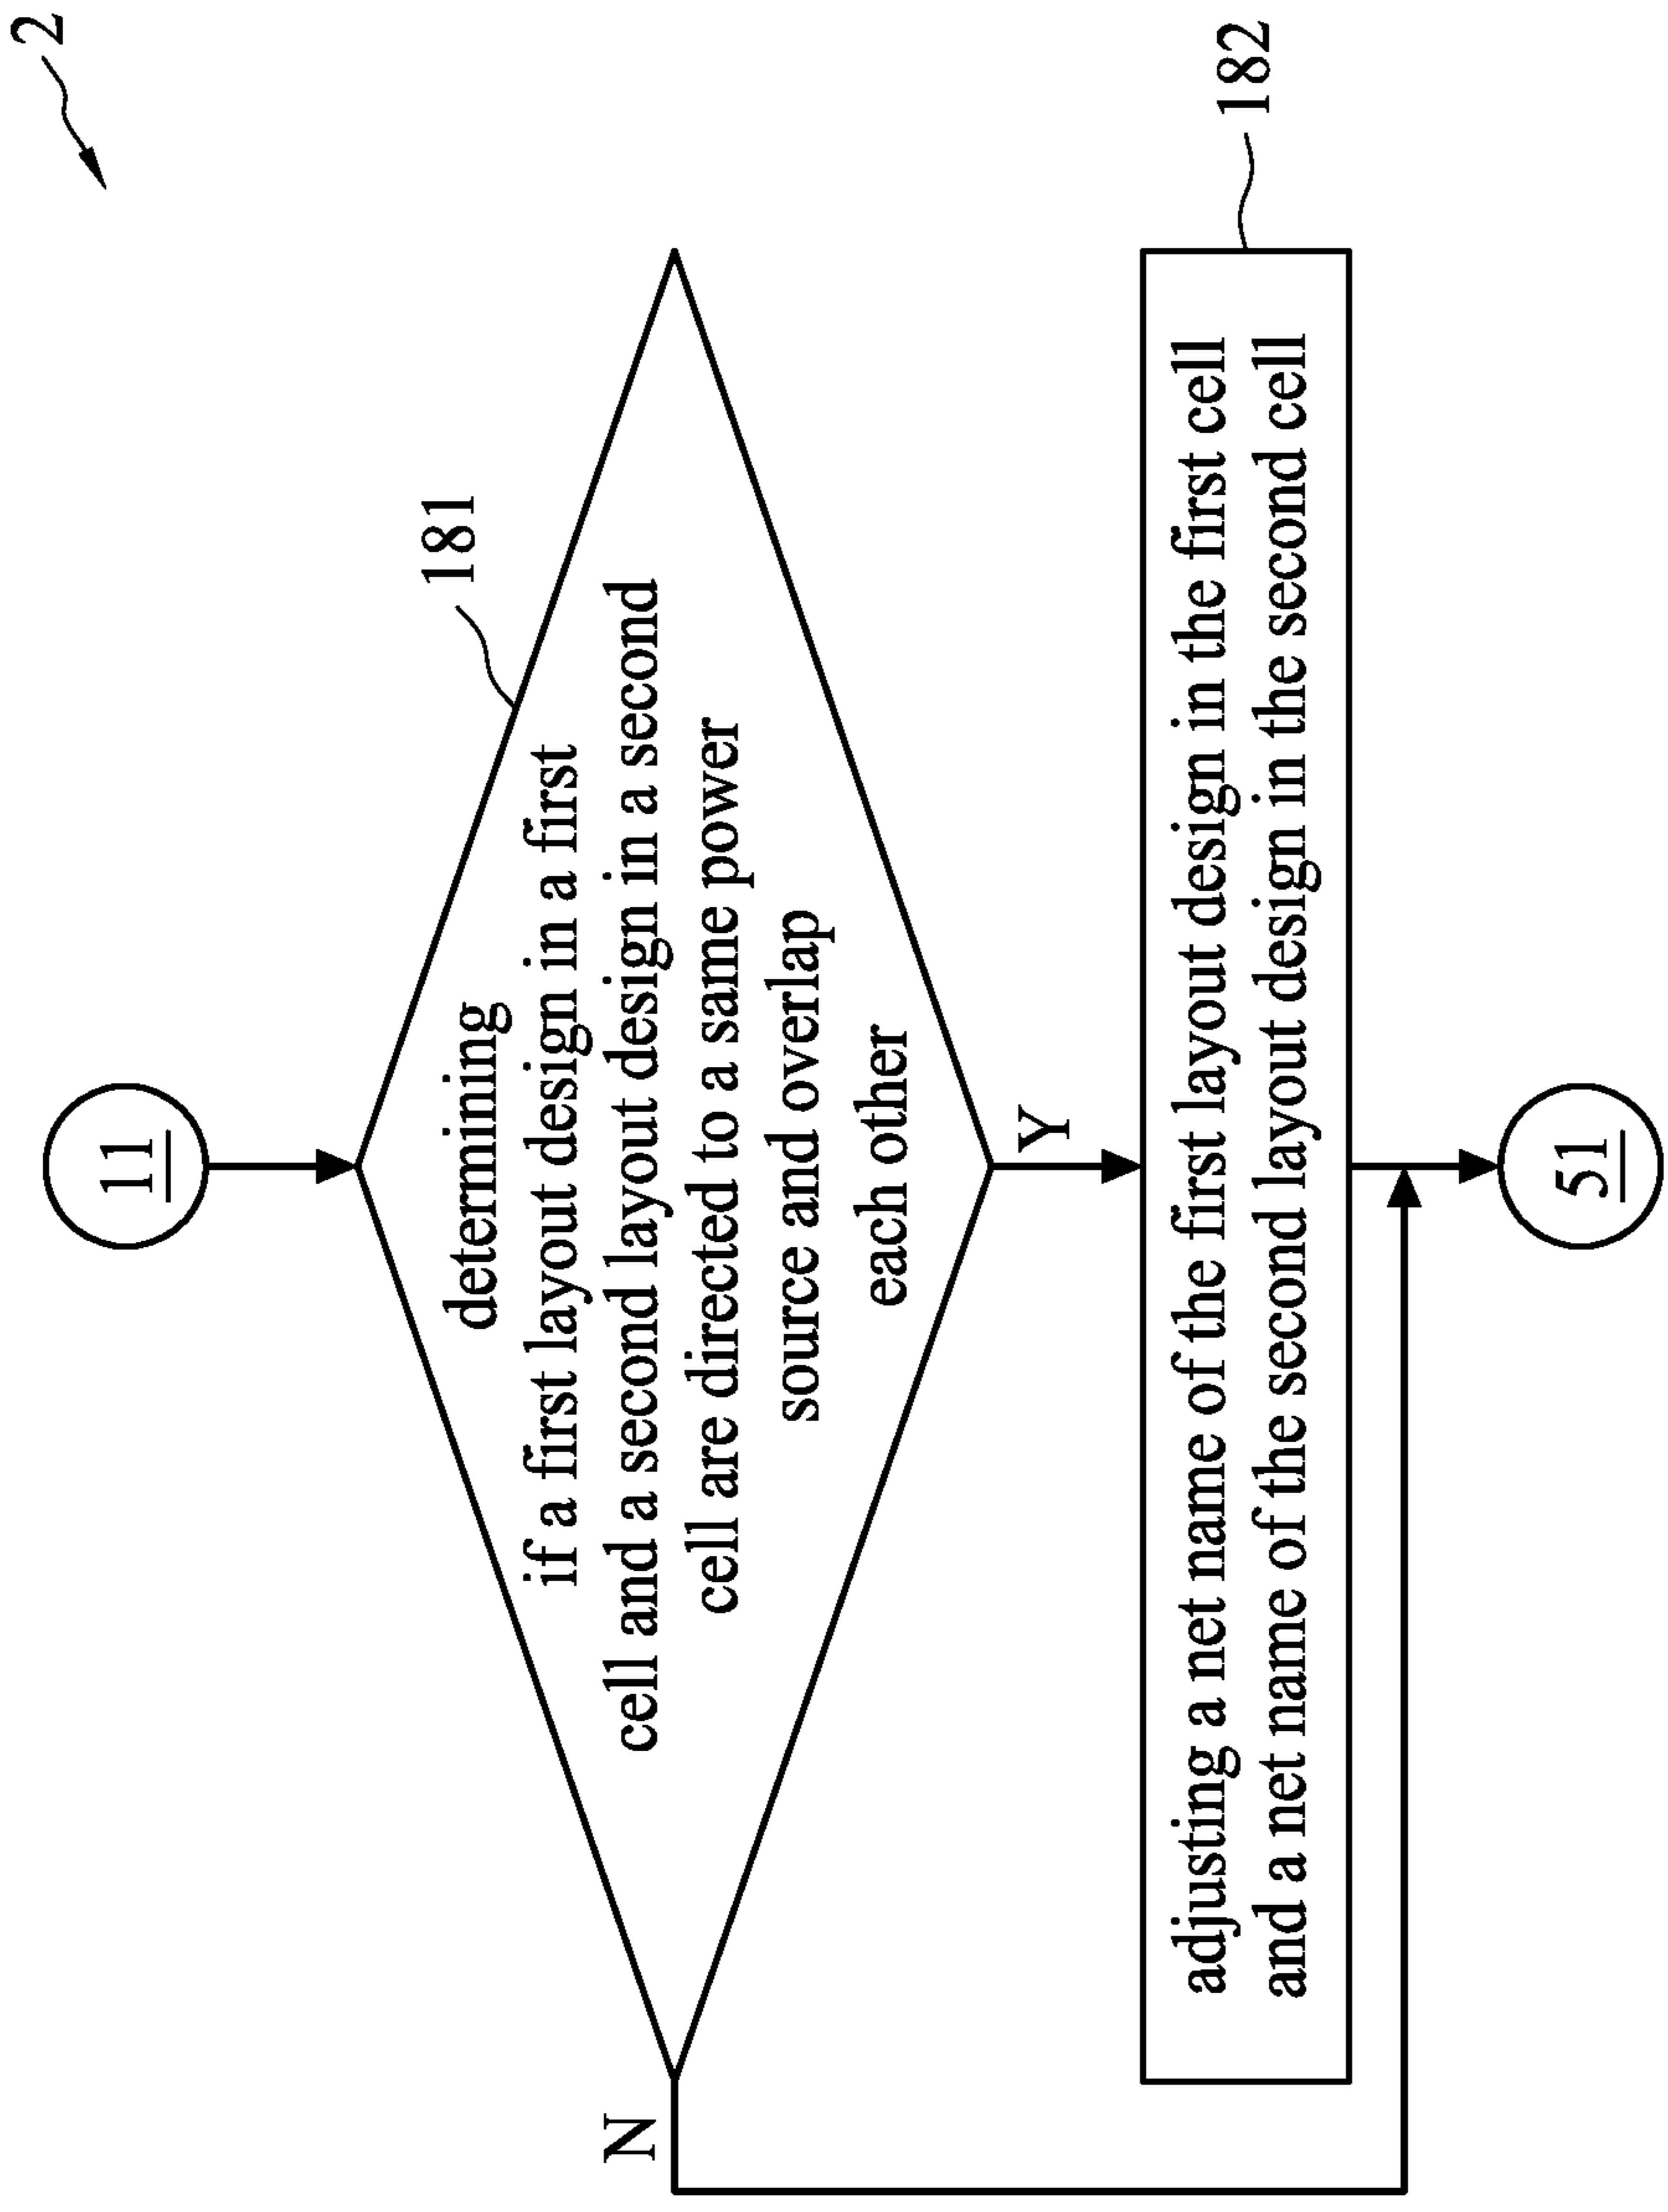 2
11
181
determining
if a first layout design in a first
cell and a second layout design in a second
cell are directed to a same power
source and overlap
each other
N
Y
182
adjusting a net name of the first layout design in the first cell
and a net name of the second layout design in the second cell
51